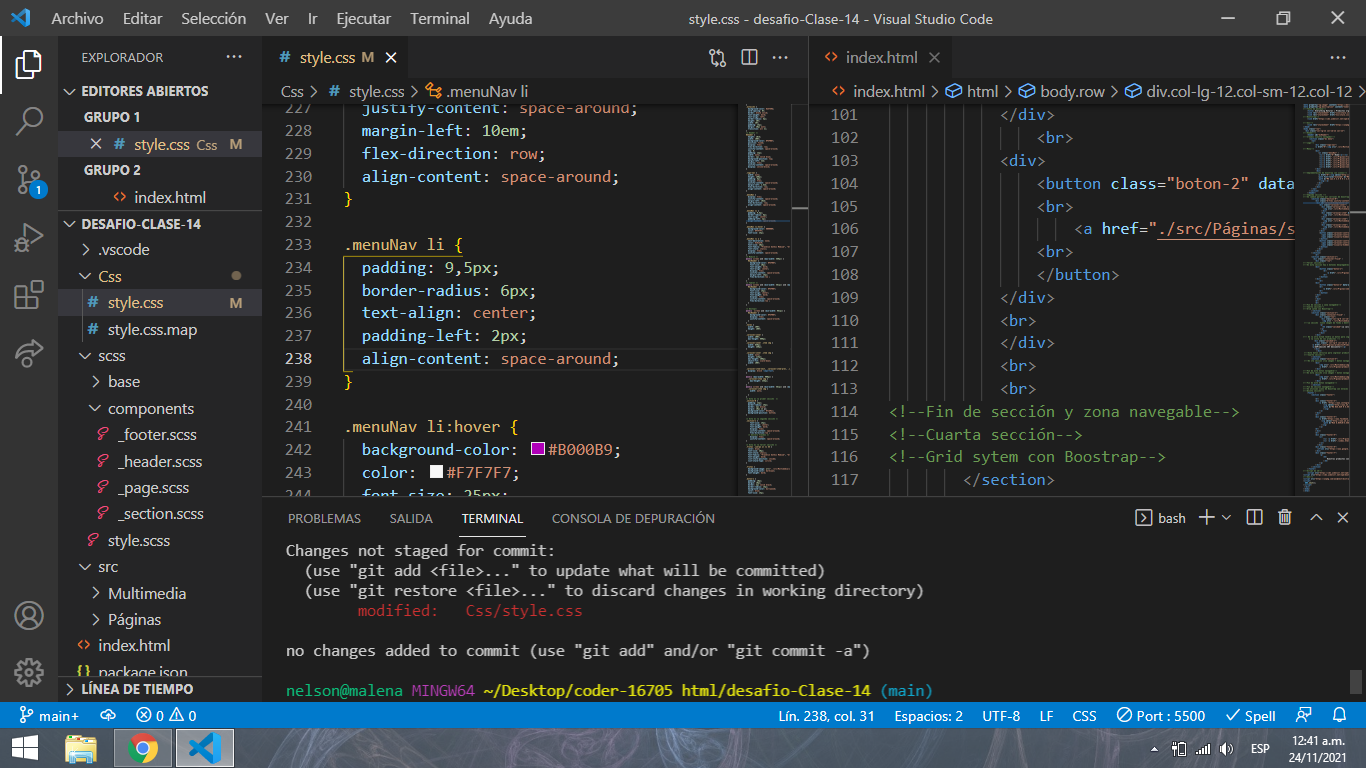 Archivo Editar Selección Ver Ir Ejecutar Terminal Ayuda
style.css - desafio-Clase-14 - Visual Studio Code
EXPLORADOR
EDITORES ABIERTOS
GRUPO 1
# style.css Css M
GRUPO 2
<> index.html
DESAFIO-CLASE-14
.vscode
Css
# style.css M
# style.css.map
scss
base
components
_footer.scss
_header.scss
_page.scss
_section.scss
style.scss
src
Multimedia
Páginas
<> index.html
{} package.json
LÍNEA DE TIEMPO
1
# style.css M
Css > # style.css > .menuNav li
227 justify-content: space-around;
228 margin-left: 10em;
229 flex-direction: row;
230 align-content: space-around;
231 }
232
233 .menuNav li {
234 padding: 9,5px;
235 border-radius: 6px;
236 text-align: center;
237 padding-left: 2px;
238 align-content: space-around;
239 }
240
241 .menuNav li:hover {
242 background-color: #B000B9;
243 color: #F7F7F7;
244 font-size: 25px;
<> index.html
<> index.html > html > body.row > div.col-lg-12.col-sm-12.col-12 >
101 </div>
102 <br>
103 <div>
104 <button class="boton-2" data
105 <br>
106 <a href="./src/Páginas/s
107 <br>
108 </button>
109 </div>
110 <br>
111 </div>
112 <br>
113 <br>
114 <!--Fin de sección y zona navegable-->
115 <!--Cuarta sección-->
116 <!--Grid sytem con Boostrap-->
117 </section>
PROBLEMAS SALIDA TERMINAL CONSOLA DE DEPURACIÓN
bash
Changes not staged for commit:
(use "git add <file>..." to update what will be committed)
(use "git restore <file>..." to discard changes in working directory)
modified: Css/style.css
no changes added to commit (use "git add" and/or "git commit -a")
nelson@malena MINGW64 ~/Desktop/coder-16705 html/desafio-Clase-14 (main)
main+ 0 0
Lín. 238, col. 31 Espacios: 2 UTF-8 LF CSS Port : 5500 Spell
ESP
12:41 a.m.
24/11/2021